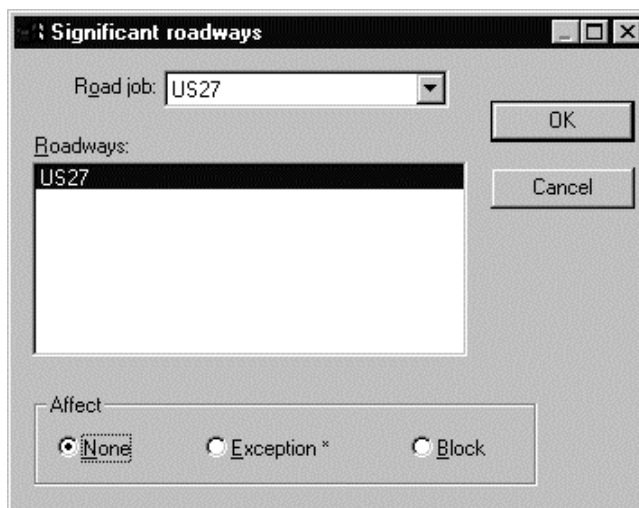 Significant roadways
Road job: US27
OK
Roadways:
US27
Cancel
Affect
None Exception * Block